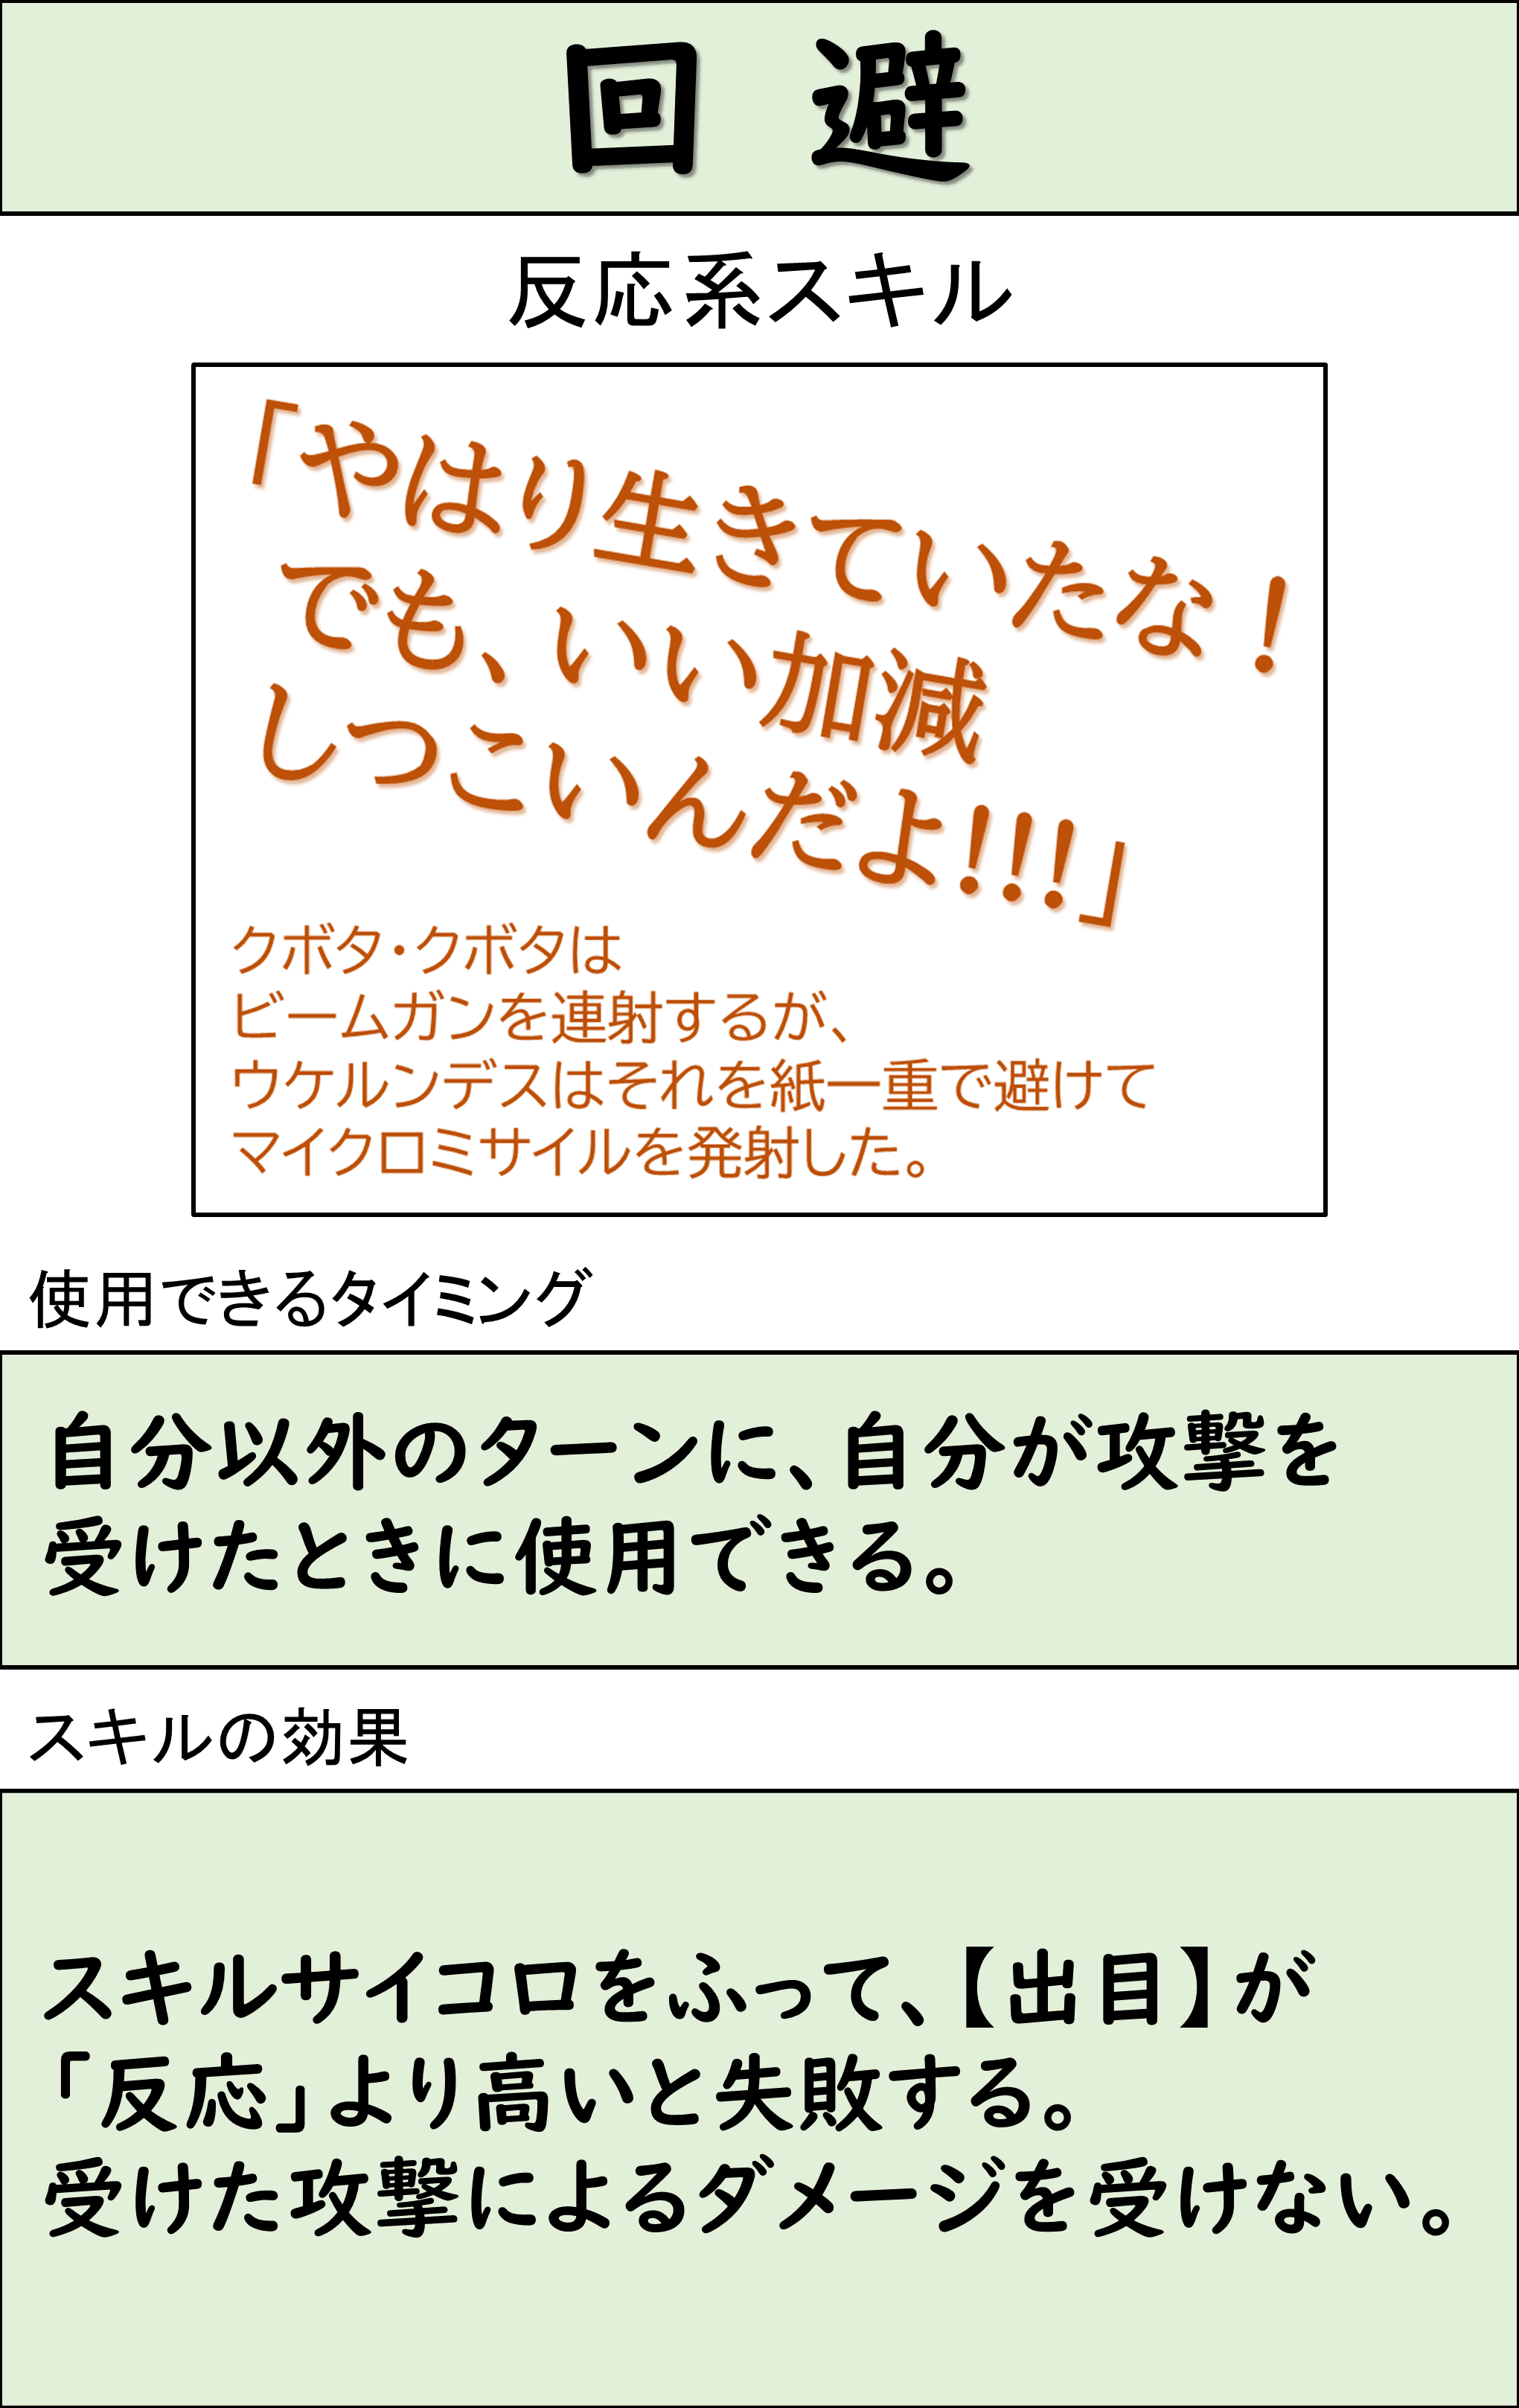 回避
反応系スキル
「やはり生きていたな！
でも、いい加減
しつこいんだよ!!!」
クボタ・クボタは
ビームガンを連射するが、
ウケルンデスはそれを紙一重で避けて
マイクロミサイルを発射した。
使用できるタイミング
自分以外のターンに、自分が攻撃を
受けたときに使用できる。
スキルの効果
スキルサイコロをふって、【出目】が
「反応」より高いと失敗する。
受けた攻撃によるダメージを受けない。